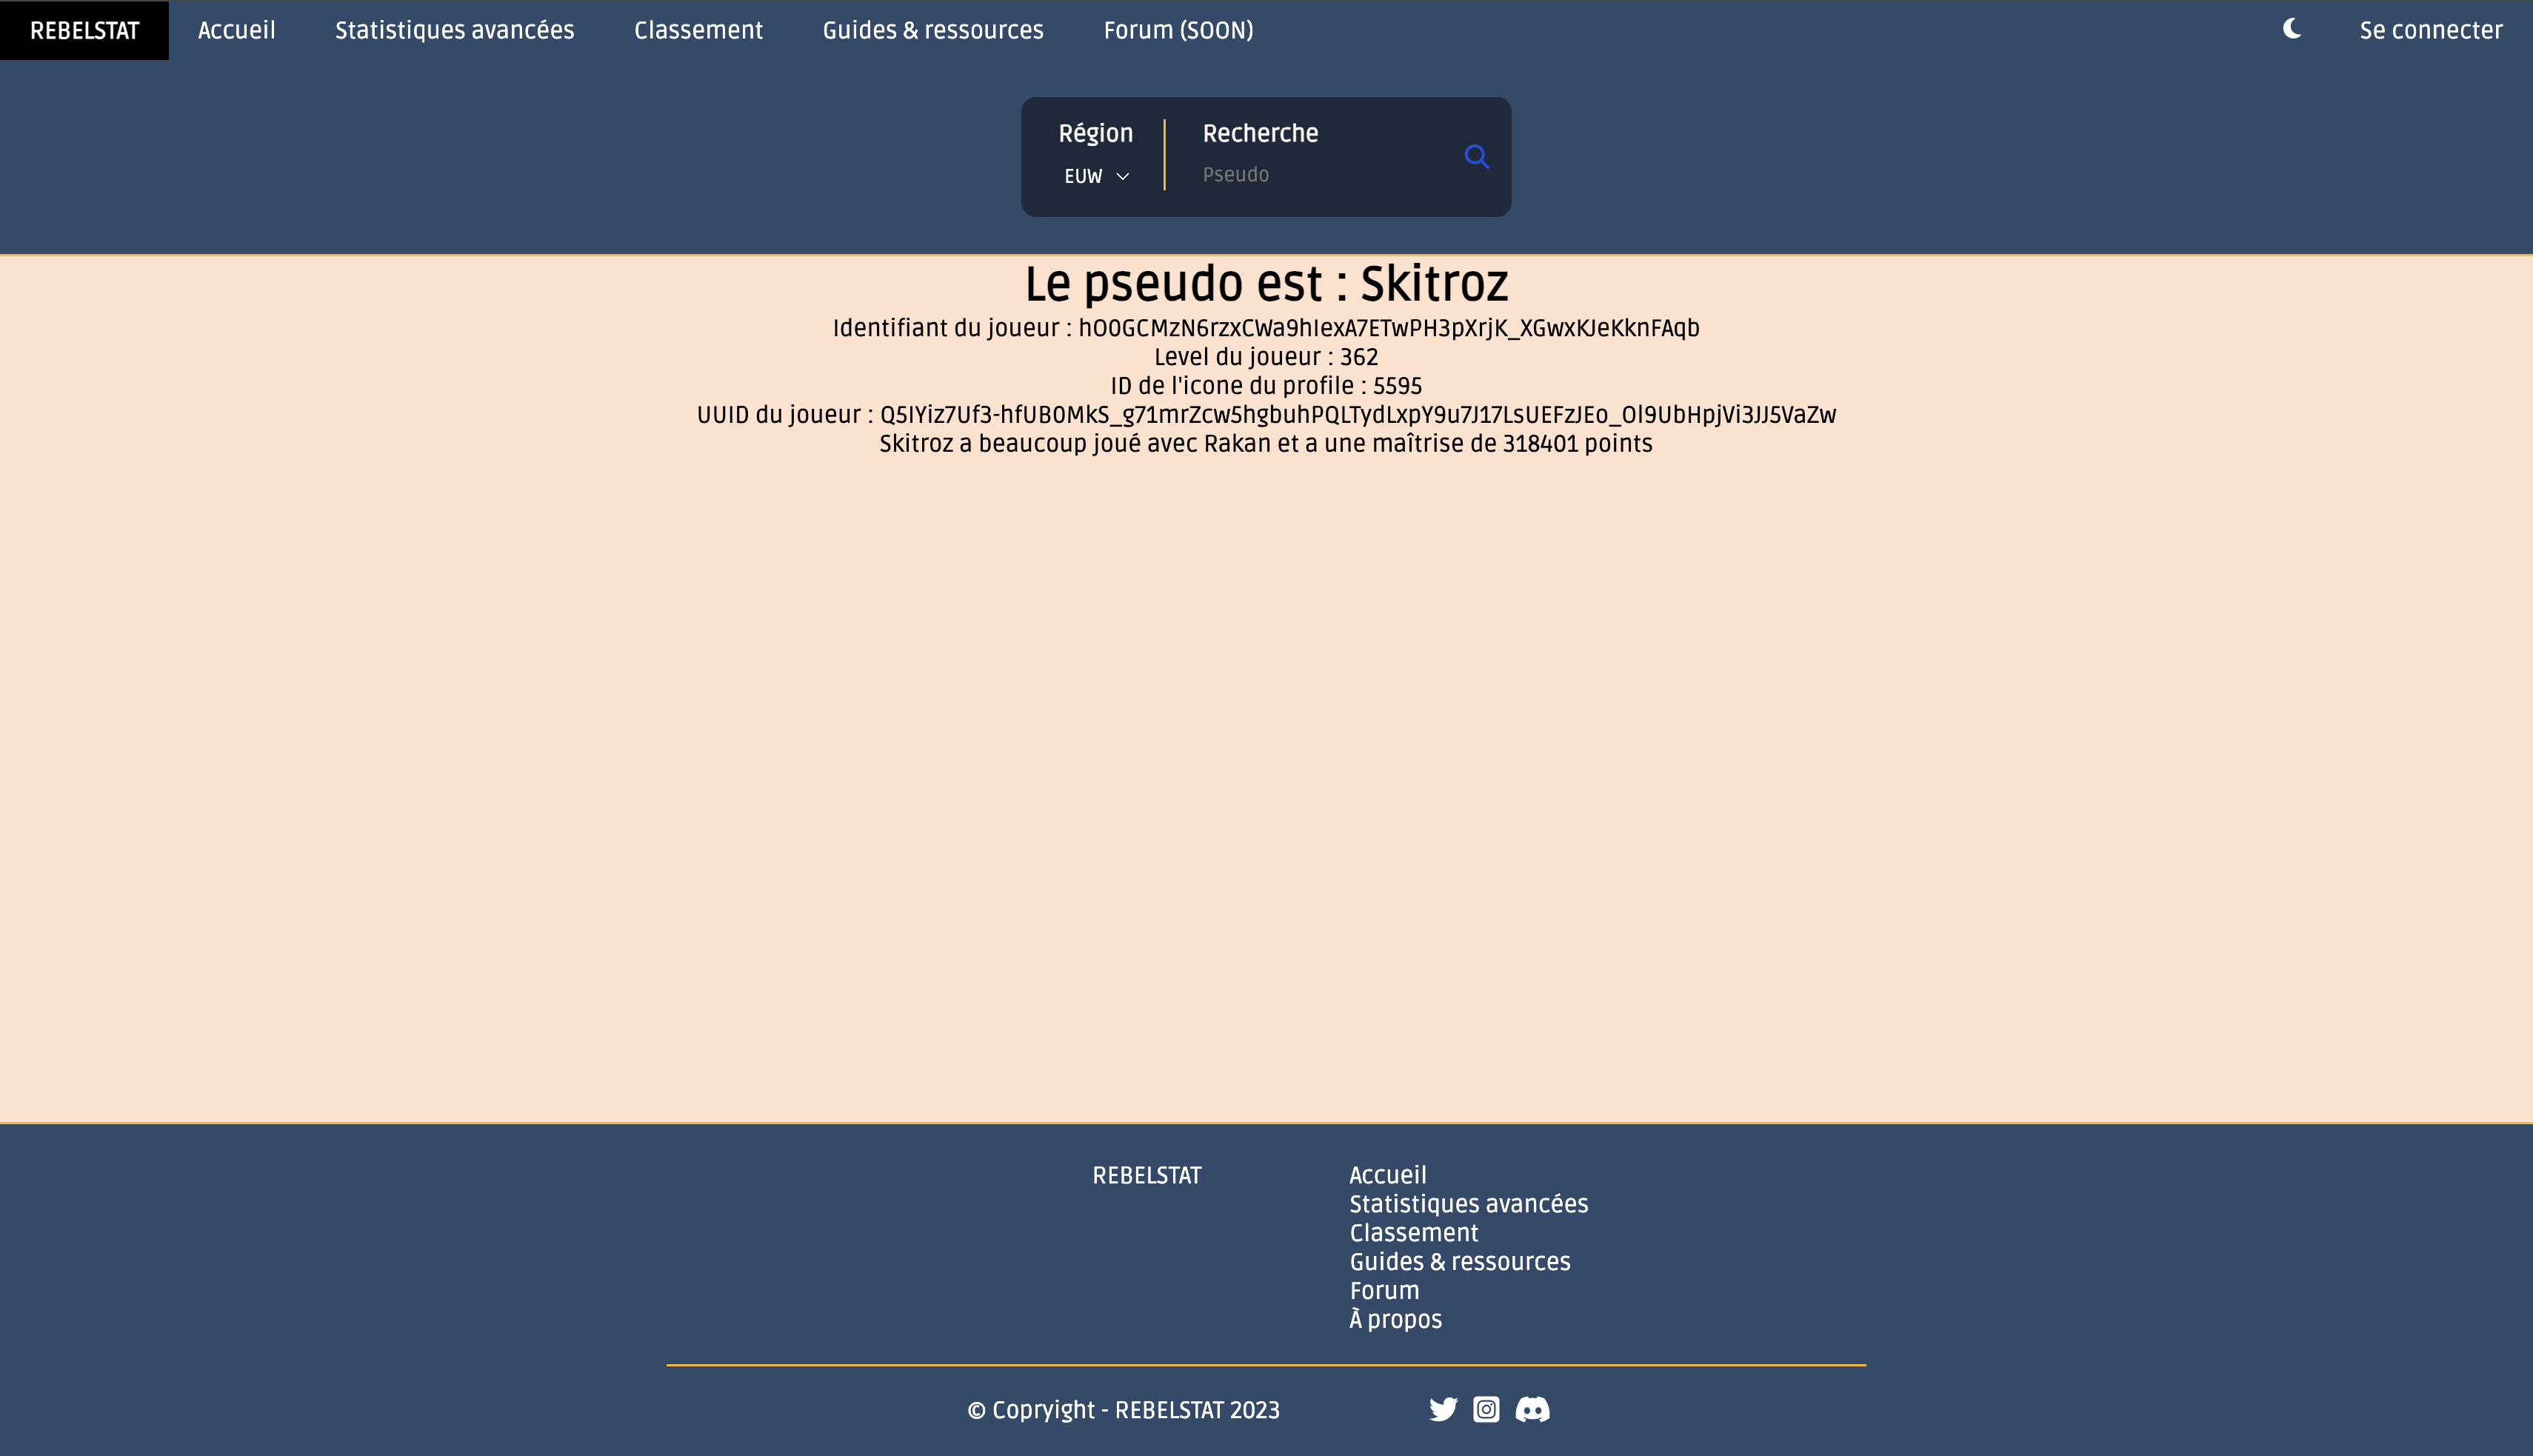 REBELSTAT Accueil Statistiques avancées Classement Guides & ressources Forum (SOON) Se connecter
Région Recherche
EUW Pseudo
Le pseudo est : Skitroz
Identifiant du joueur : hO0GCMzN6rzxCWa9hIexA7ETwPH3pXrjK_XGwxKJeKknFAqb
Level du joueur : 362
ID de l'icone du profile : 5595
UUID du joueur : Q5IYiz7Uf3-hfUB0MkS_g71mrZcw5hgbuhPQLTydLxpY9u7J17LsUEFzJEo_Ol9UbHpjVi3JJ5VaZw
Skitroz a beaucoup joué avec Rakan et a une maîtrise de 318401 points
REBELSTAT
Accueil
Statistiques avancées
Classement
Guides & ressources
Forum
À propos
© Copryight - REBELSTAT 2023